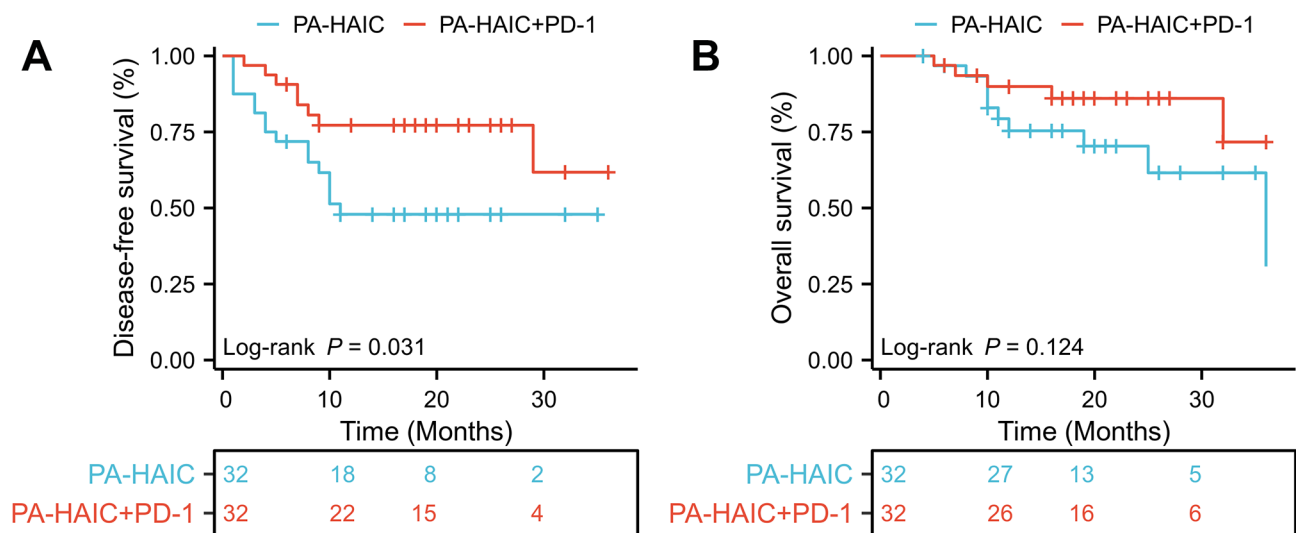 PA-HAIC PA-HAIC+PD-1
A
Disease-free survival (%)
1.00
0.75
0.50
0.25
0.00
Log-rank P = 0.031
0 10 20 30
Time (Months)
PA-HAIC 32 18 8 2
PA-HAIC+PD-1 32 22 15 4
PA-HAIC PA-HAIC+PD-1
B
Overall survival (%)
1.00
0.75
0.50
0.25
0.00
Log-rank P = 0.124
0 10 20 30
Time (Months)
PA-HAIC 32 27 13 5
PA-HAIC+PD-1 32 26 16 6